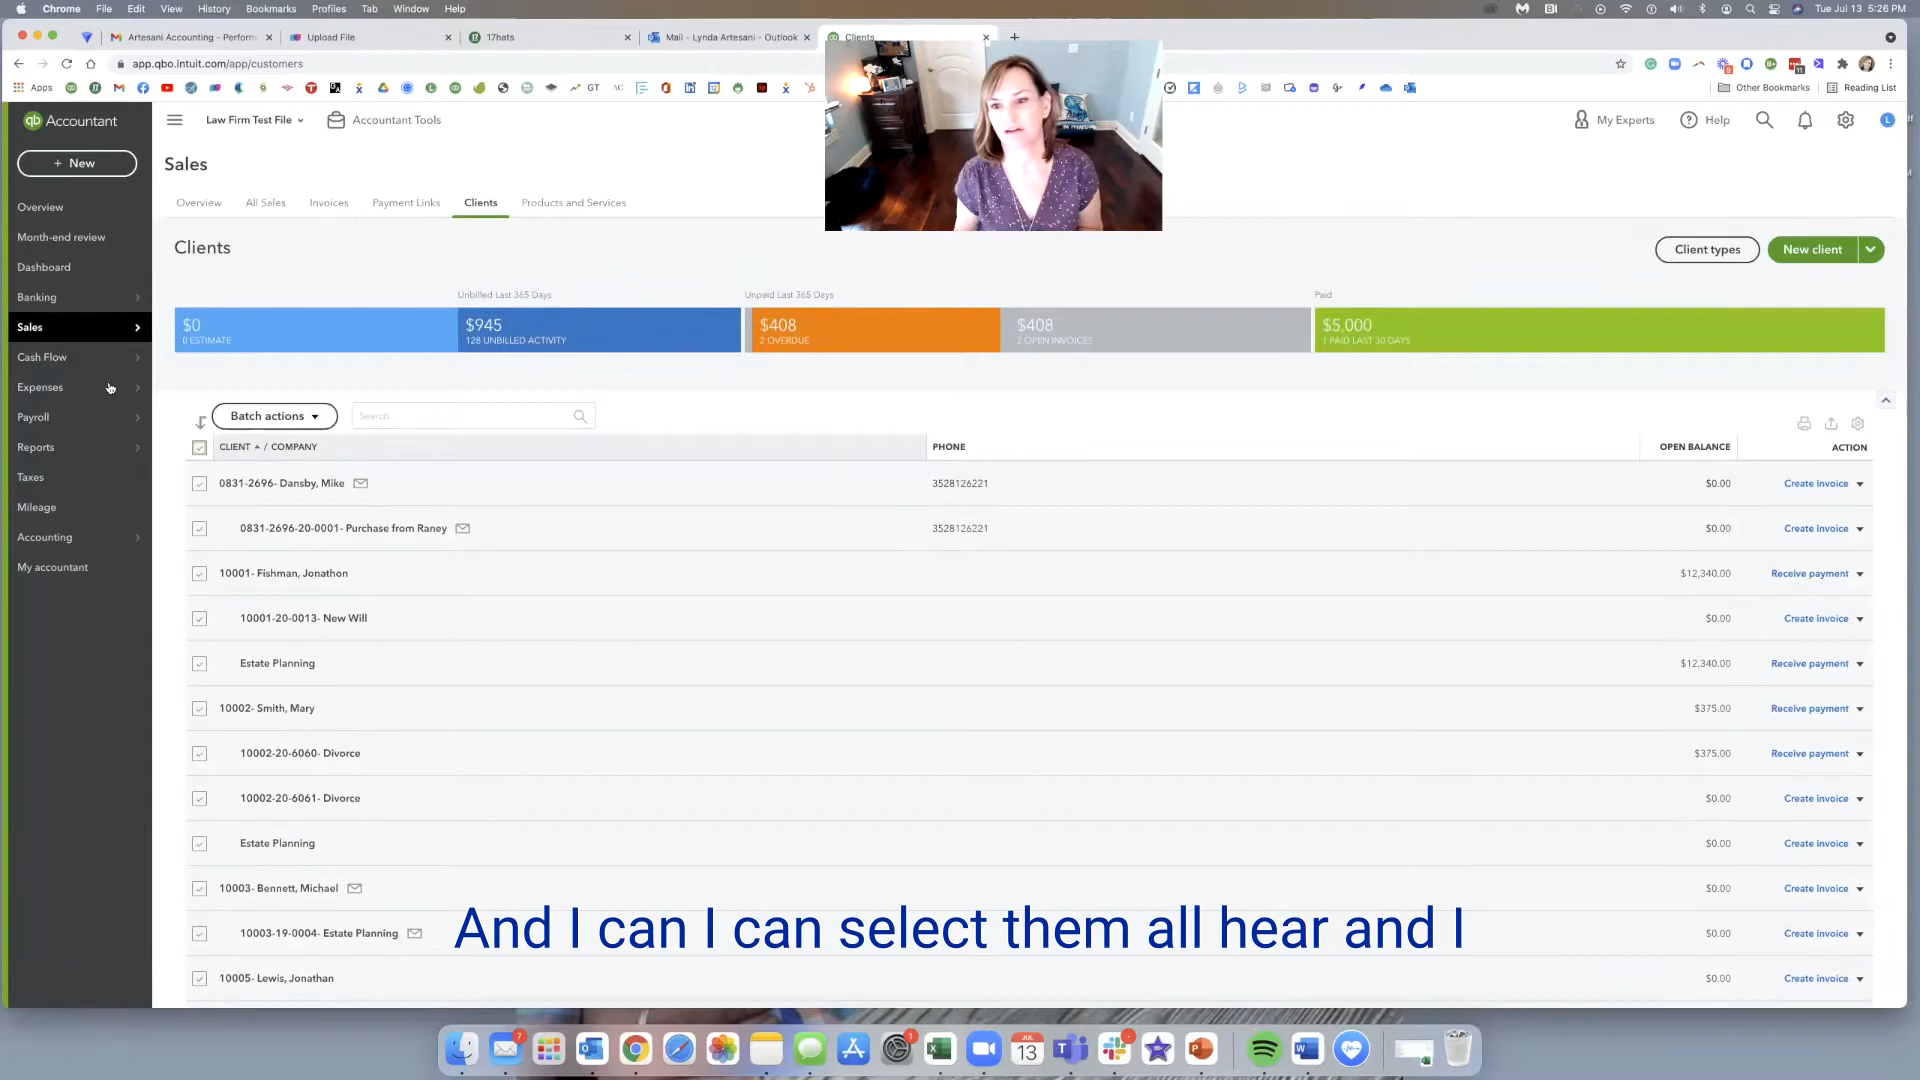 Chrome File Edit View History Bookmarks Profiles Tab Window Help
Tue Jul 13 5:26 PM
Artesani Accounting - Perform
Upload File
17hats
Mail - Lynda Artesani - Outlook
Clients
app.qbo.intuit.com/app/customers
Apps
GT
Other Bookmarks
Reading List
qb Accountant
Law Firm Test File
Accountant Tools
My Experts
Help
L
+ New
Sales
Overview
All Sales
Invoices
Payment Links
Clients
Products and Services
Overview
Month-end review
Dashboard
Banking
Sales
Cash Flow
Expenses
Payroll
Reports
Taxes
Mileage
Accounting
My accountant
Clients
Client types
New client
Unbilled Last 365 Days
Unpaid Last 365 Days
Paid
$0
0 ESTIMATE
$945
128 UNBILLED ACTIVITY
$408
2 OVERDUE
$408
2 OPEN INVOICES
$5,000
1 PAID LAST 30 DAYS
Batch actions
Search
CLIENT / COMPANY PHONE OPEN BALANCE ACTION
0831-2696- Dansby, Mike 3528126221 $0.00 Create invoice
0831-2696-20-0001- Purchase from Raney 3528126221 $0.00 Create invoice
10001- Fishman, Jonathon $12,340.00 Receive payment
10001-20-0013- New Will $0.00 Create invoice
Estate Planning $12,340.00 Receive payment
10002- Smith, Mary $375.00 Receive payment
10002-20-6060- Divorce $375.00 Receive payment
10002-20-6061- Divorce $0.00 Create invoice
Estate Planning $0.00 Create invoice
10003- Bennett, Michael $0.00 Create invoice
10003-19-0004- Estate Planning $0.00 Create invoice
10005- Lewis, Jonathan $0.00 Create invoice
And I can I can select them all hear and I
7
1
JUL
13